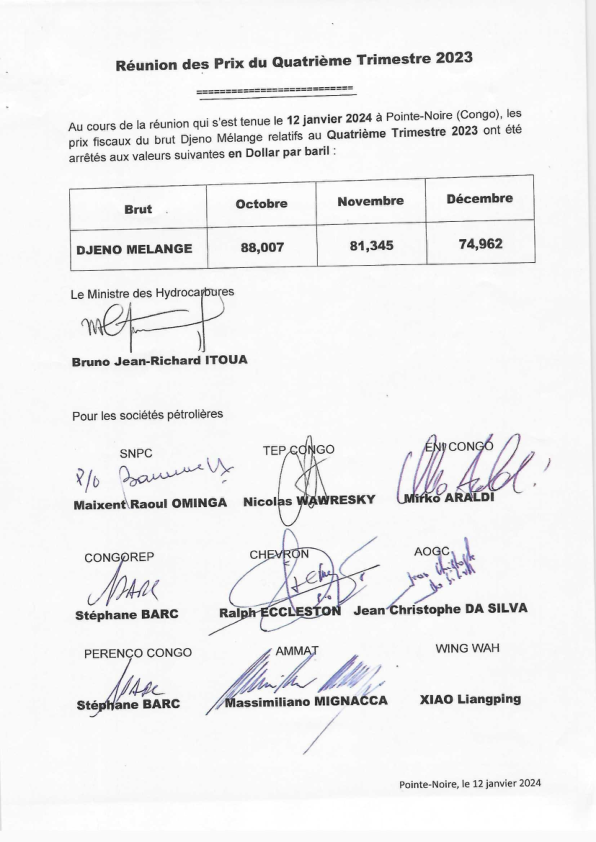 Réunion des Prix du Quatrième Trimestre 2023
===========================
Au cours de la réunion qui s'est tenue le 12 janvier 2024 à Pointe-Noire (Congo), les
prix fiscaux du brut Djeno Mélange relatifs au Quatrième Trimestre 2023 ont été
arrêtés aux valeurs suivantes en Dollar par baril :
Brut Octobre Novembre Décembre
DJENO MELANGE 88,007 81,345 74,962
Le Ministre des Hydrocarbures
Bruno Jean-Richard ITOUA
Pour les sociétés pétrolières
SNPC TEP CONGO ENI CONGO
P/o
Maixent Raoul OMINGA Nicolas WAWRESKY Mirko ARALDI
CONGOREP CHEVRON AOGC
Jean Christophe
Da Silva
Stéphane BARC Ralph ECCLESTON Jean Christophe DA SILVA
PERENCO CONGO AMMAT WING WAH
Stéphane BARC Massimiliano MIGNACCA XIAO Liangping
Pointe-Noire, le 12 janvier 2024